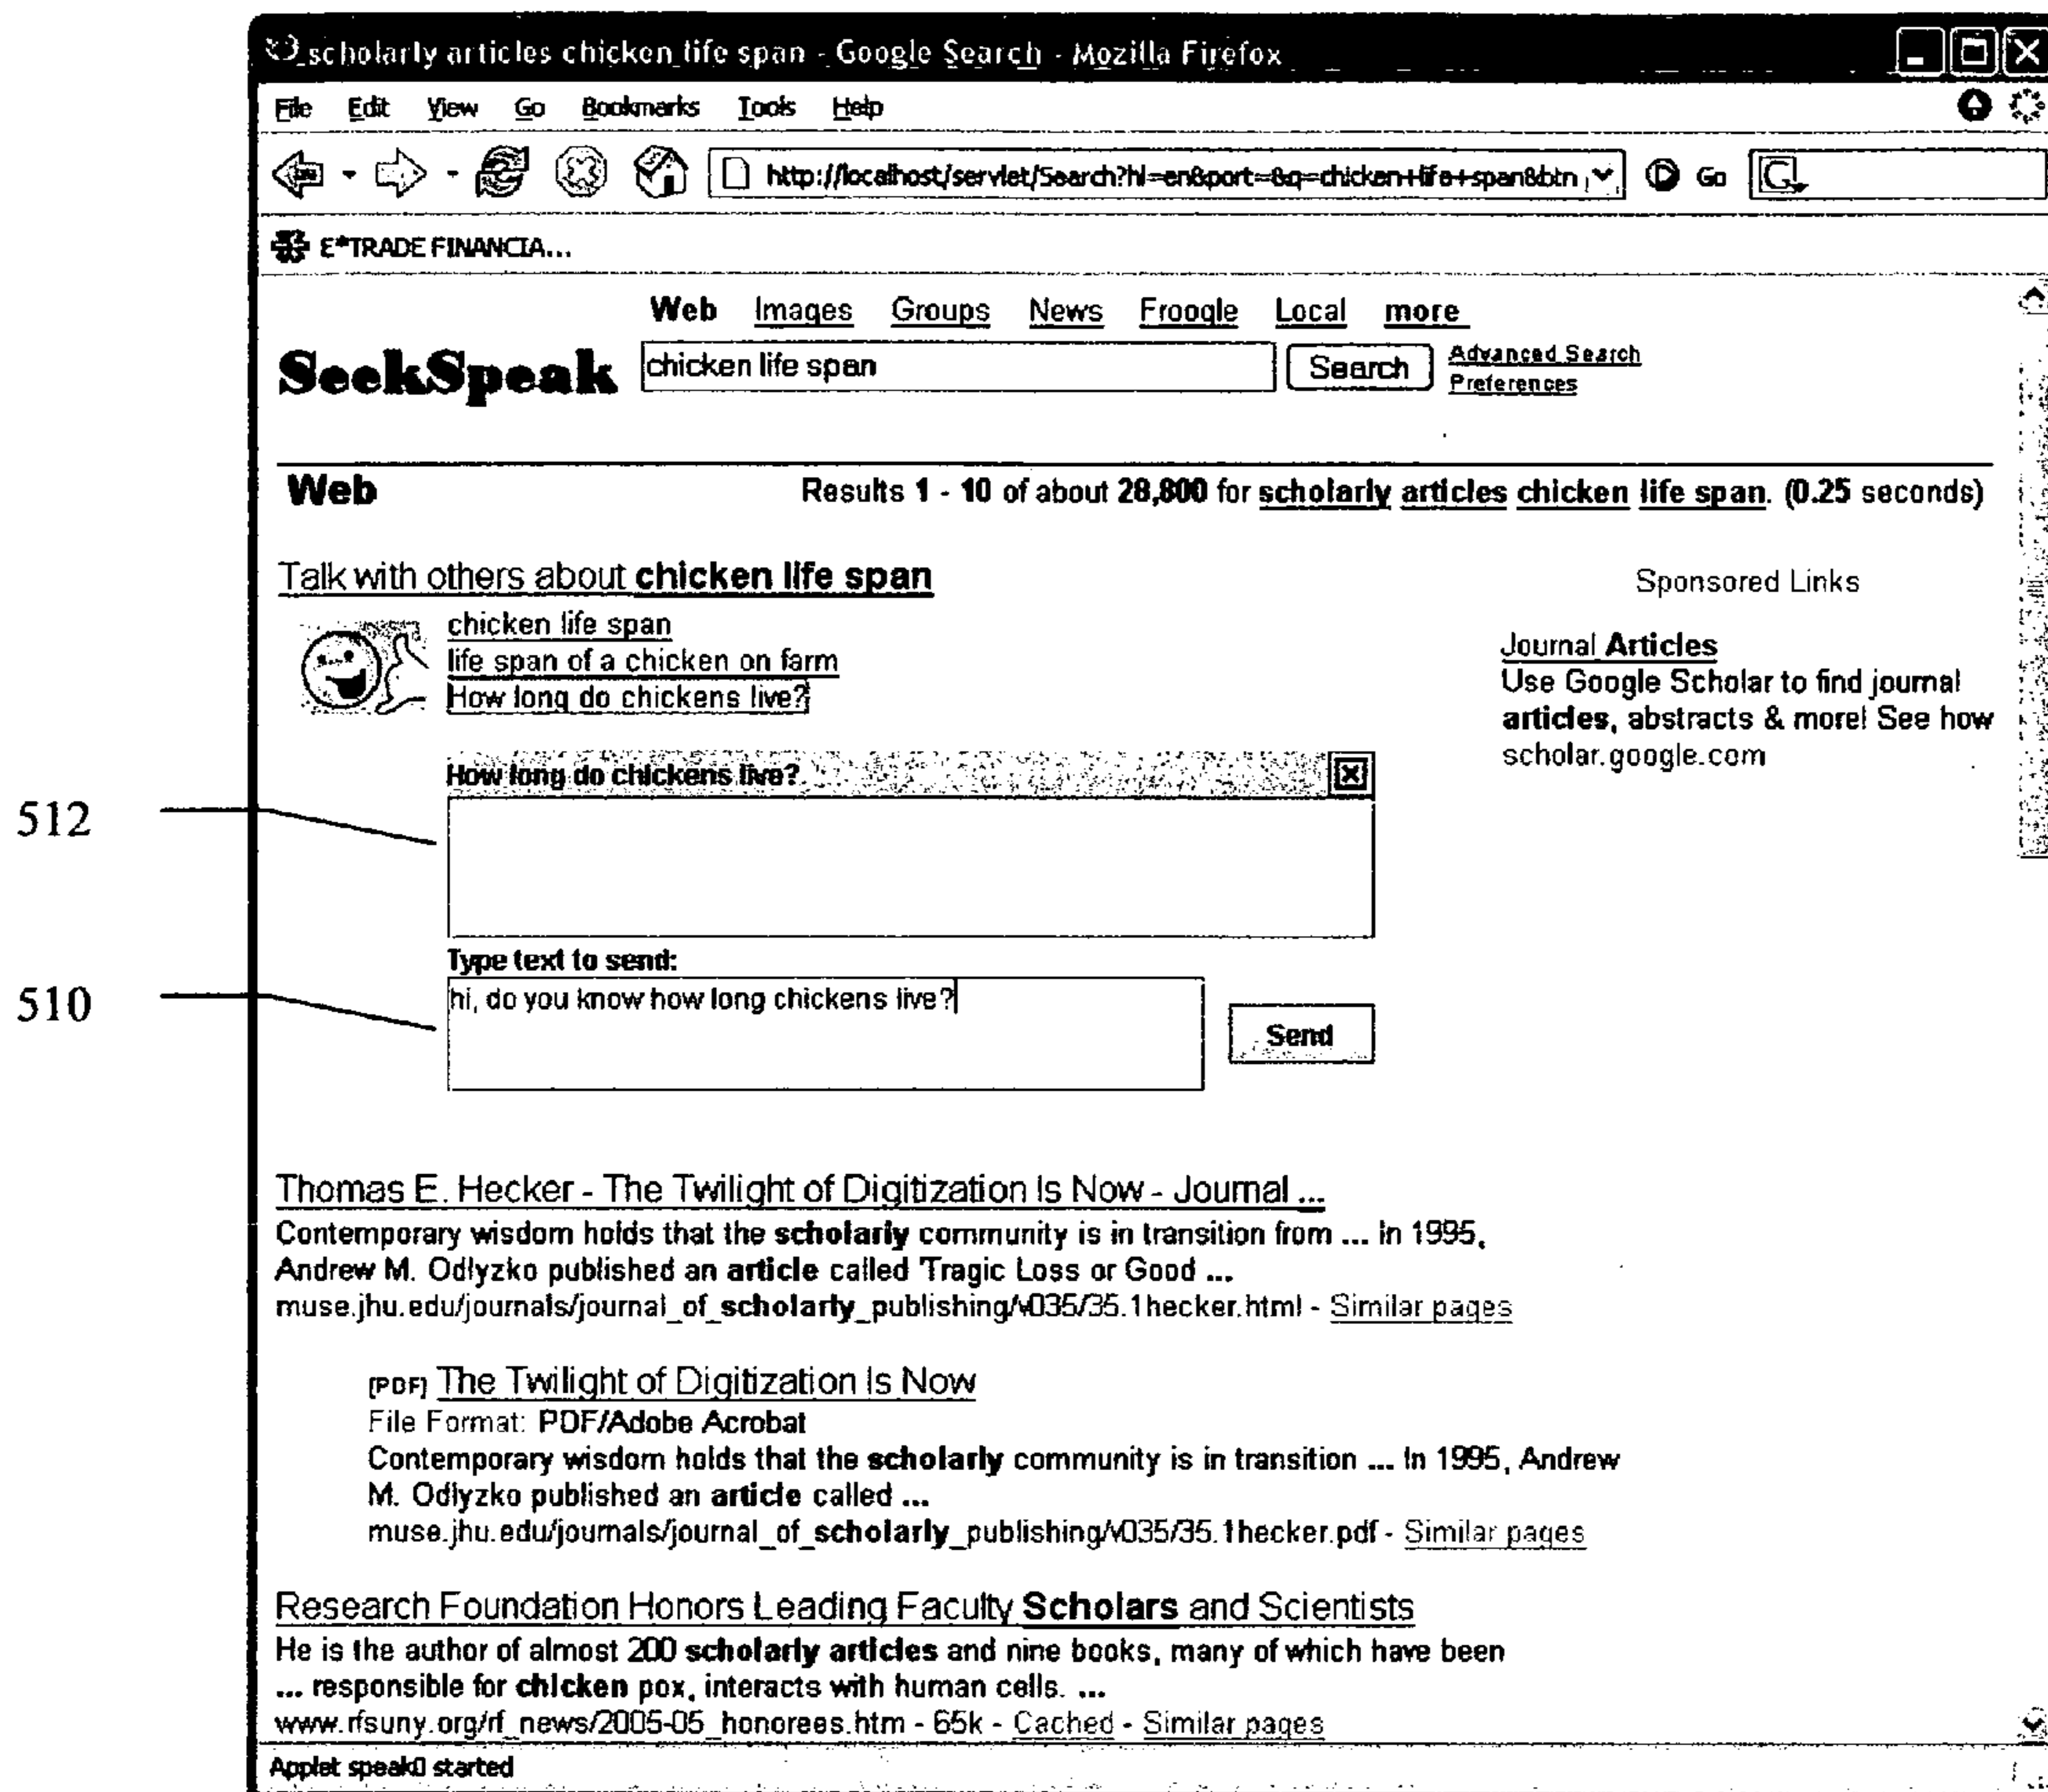 scholarly articles chicken life span - Google Search - Mozilla Firefox
File Edit View Go Bookmarks Tools Help
http://localhost/servlet/Search?hl=en&port=&q=chicken+life+span&btn Go G
E*TRADE FINANCIA...
Web Images Groups News Froogle Local more
SeekSpeak chicken life span Search Advanced Search
Preferences
Web Results 1 - 10 of about 28,800 for scholarly articles chicken life span. (0.25 seconds)
Talk with others about chicken life span
chicken life span
life span of a chicken on farm
How long do chickens live?
Sponsored Links
Journal Articles
Use Google Scholar to find journal
articles, abstracts & more! See how
scholar.google.com
How long do chickens live?
512
Type text to send:
510
hi, do you know how long chickens live?
Send
Thomas E. Hecker - The Twilight of Digitization Is Now - Journal ...
Contemporary wisdom holds that the scholarly community is in transition from ... In 1995,
Andrew M. Odlyzko published an article called 'Tragic Loss or Good ...
muse.jhu.edu/journals/journal_of_scholarly_publishing/v035/35.1hecker.html - Similar pages
[PDF] The Twilight of Digitization Is Now
File Format: PDF/Adobe Acrobat
Contemporary wisdom holds that the scholarly community is in transition ... In 1995, Andrew
M. Odlyzko published an article called ...
muse.jhu.edu/journals/journal_of_scholarly_publishing/v035/35.1hecker.pdf - Similar pages
Research Foundation Honors Leading Faculty Scholars and Scientists
He is the author of almost 200 scholarly articles and nine books, many of which have been
... responsible for chicken pox, interacts with human cells. ...
www.rfsuny.org/rf_news/2005-05_honorees.htm - 65k - Cached - Similar pages
Applet speak0 started